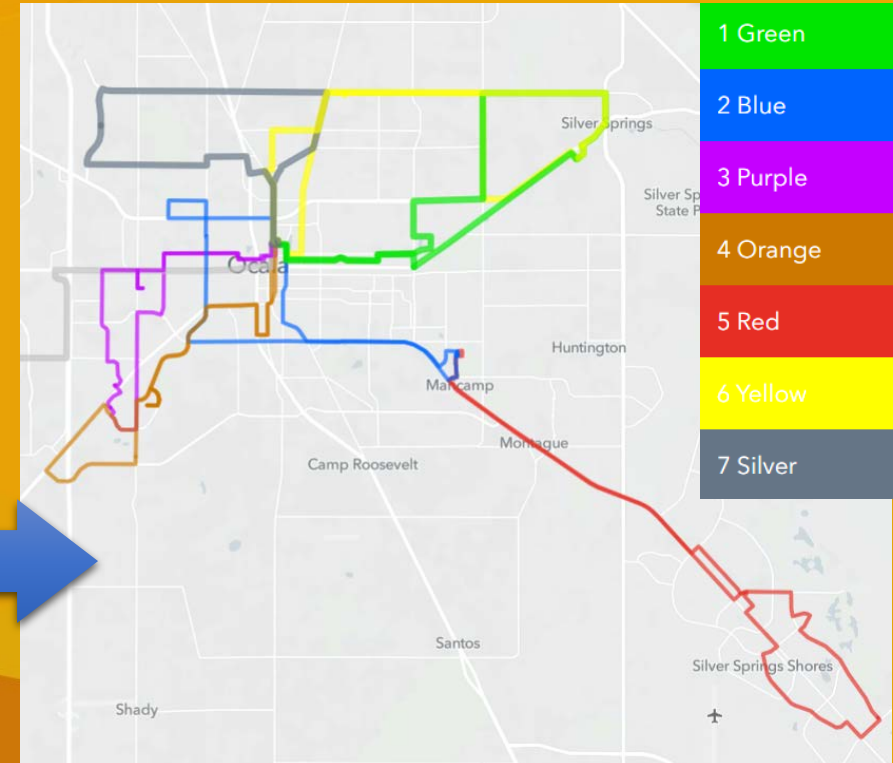 1 Green
2 Blue
3 Purple
4 Orange
5 Red
6 Yellow
7 Silver
Silver Springs
Silver Sp
State P
Ocala
Huntington
Maricamp
Montague
Camp Roosevelt
Santos
Silver Springs Shores
Shady